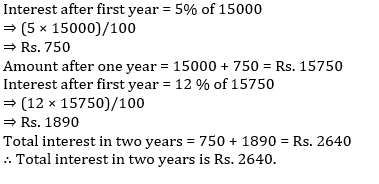 Interest after first year = 5% of 15000
⇒ (5 × 15000)/100
⇒ Rs. 750
Amount after one year = 15000 + 750 = Rs. 15750
Interest after first year = 12 % of 15750
⇒ (12 × 15750)/100
⇒ Rs. 1890
Total interest in two years = 750 + 1890 = Rs. 2640
∴ Total interest in two years is Rs. 2640.